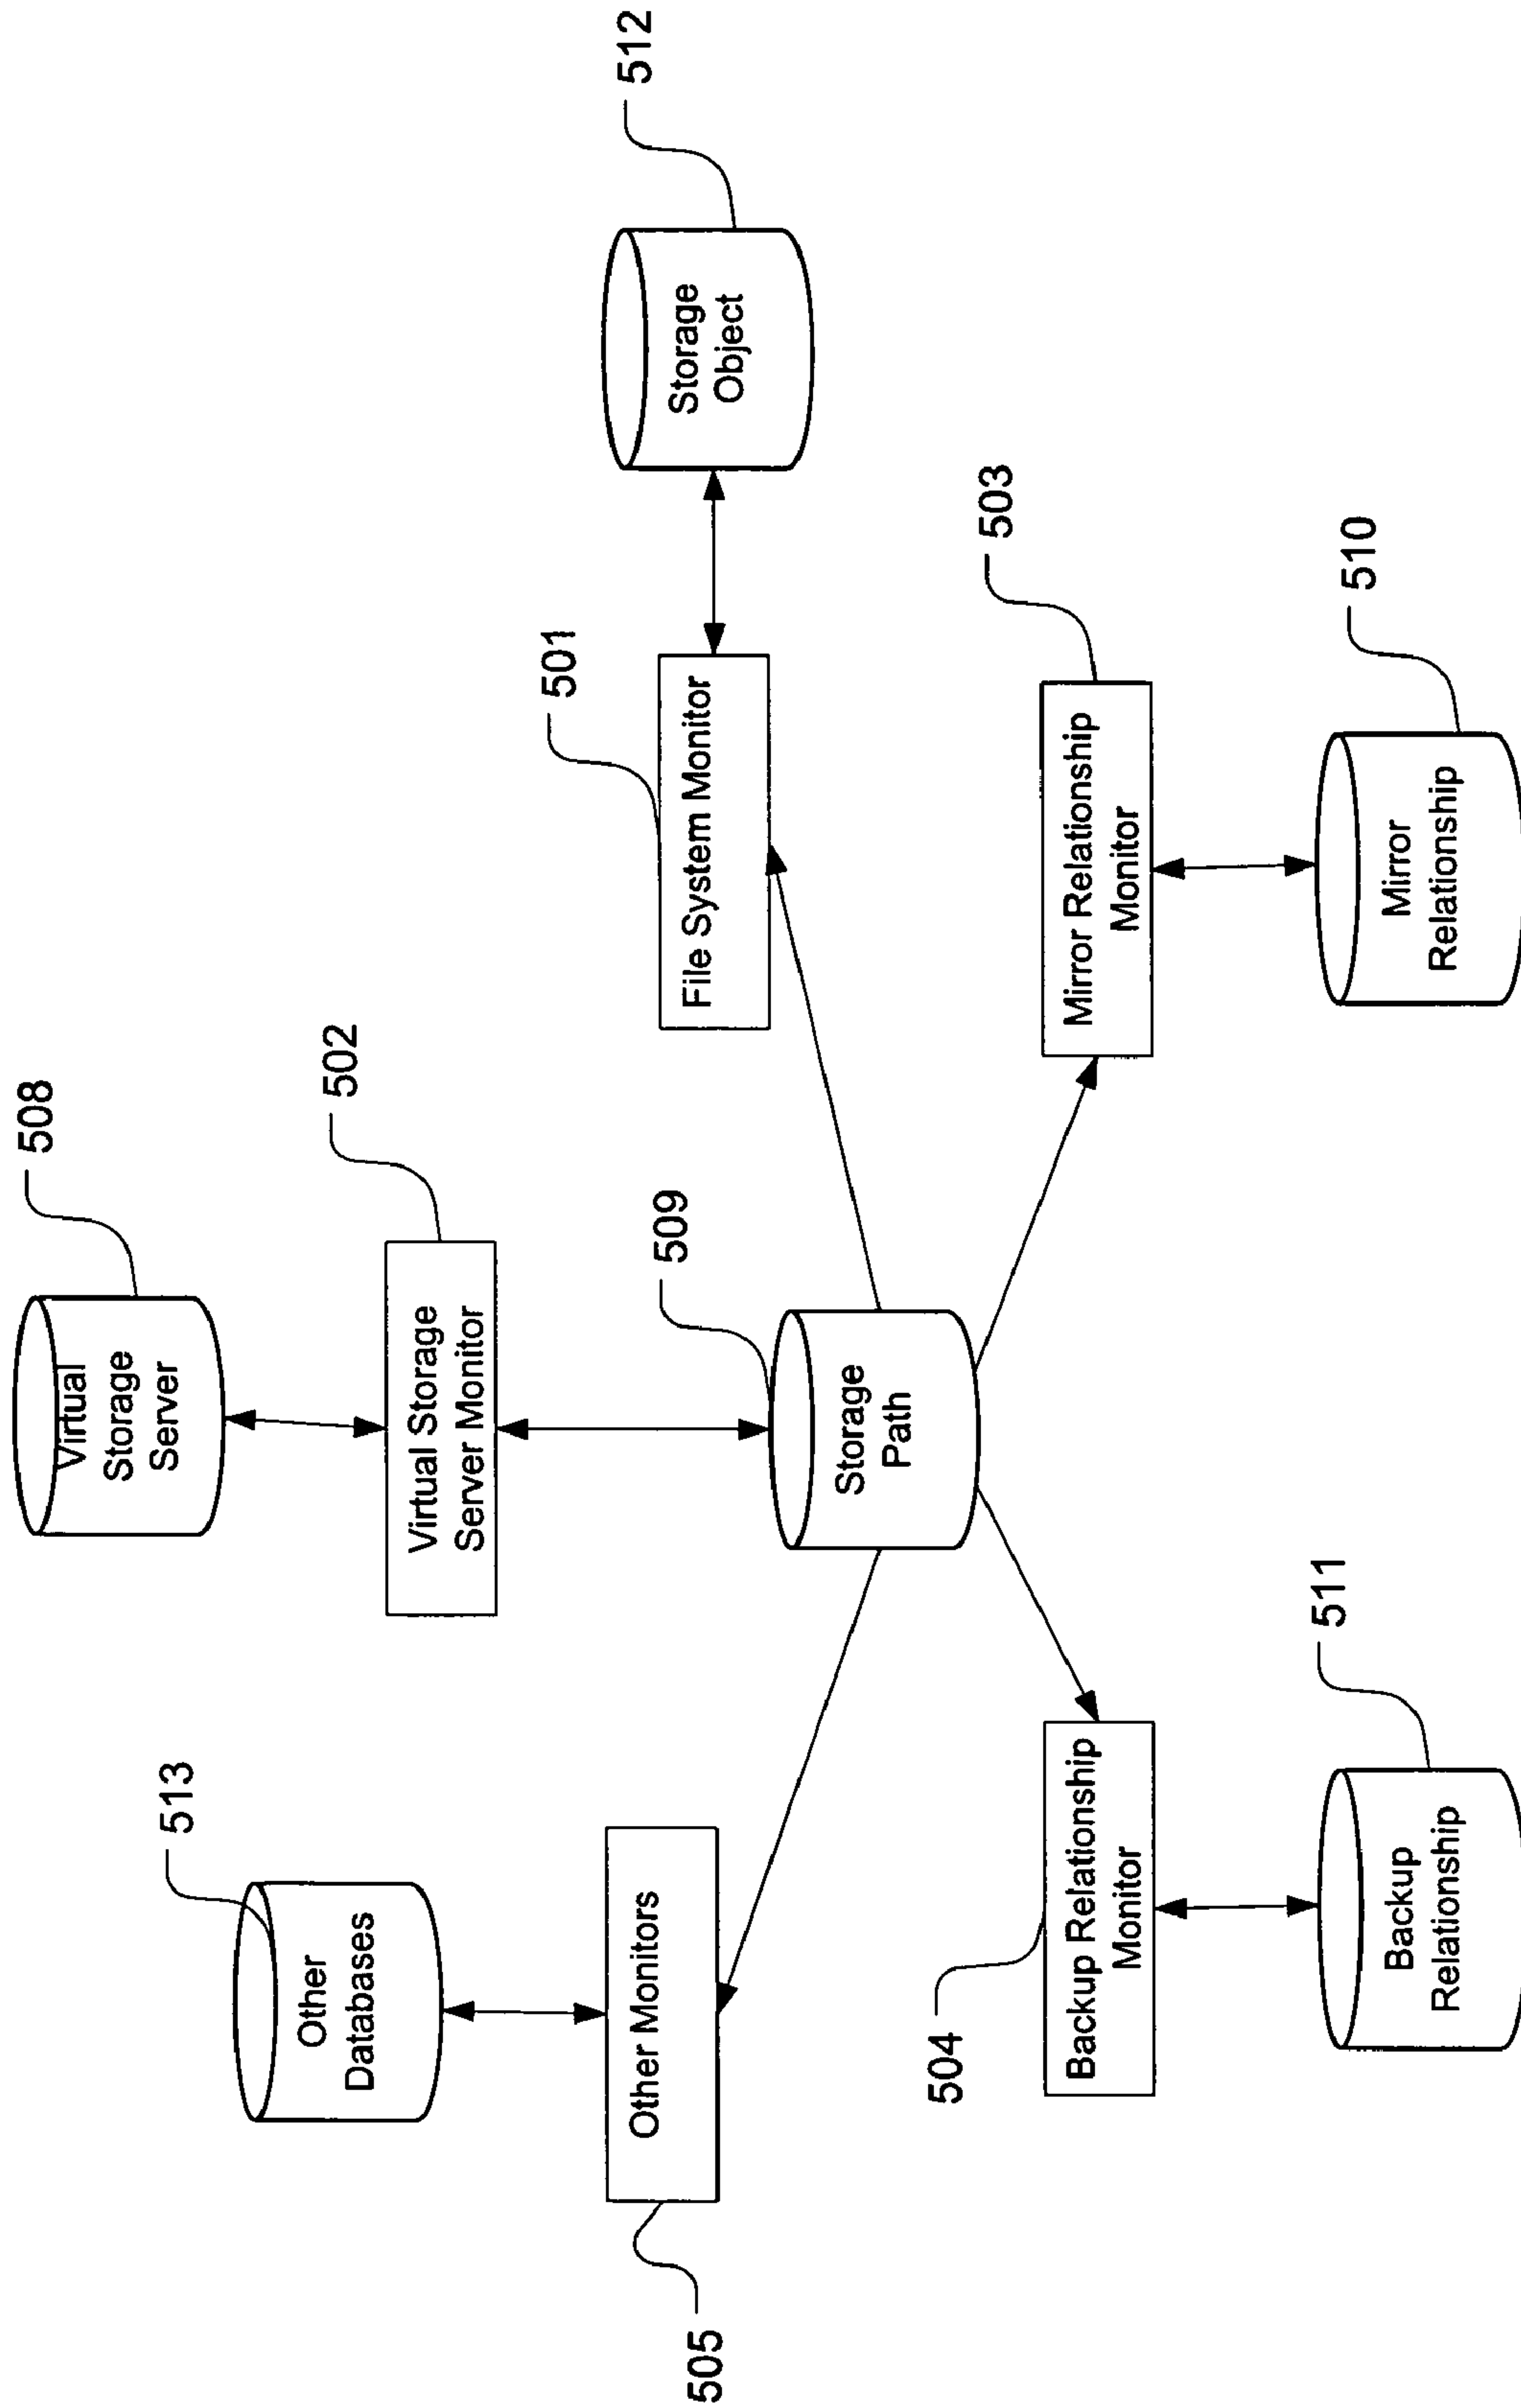 508
Virtual
Storage
Server
502
Virtual Storage
Server Monitor
513
Other
Databases
505
Other Monitors
509
Storage
Path
501
File System Monitor
512
Storage
Object
504
Backup Relationship
Monitor
511
Backup
Relationship
503
Mirror Relationship
Monitor
510
Mirror
Relationship